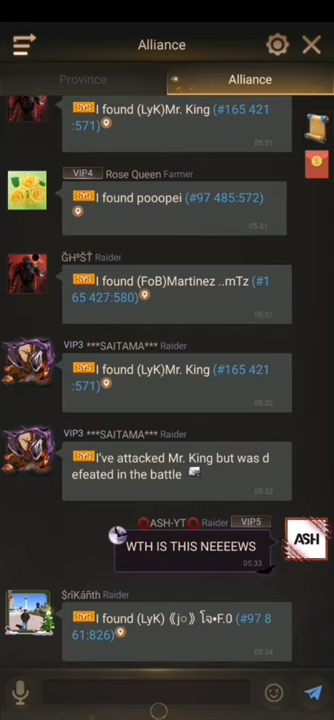 Alliance
Province
Alliance
SYS I found (LyK)Mr. King (#165 421
:571)
05:31
VIP4 Rose Queen Farmer
SYS I found pooopei (#97 485:572)
05:31
ĞHºŠŤ Raider
SYS I found (FoB)Martinez ..mTz (#1
65 427:580)
05:31
VIP3 ***SAITAMA*** Raider
SYS I found (LyK)Mr. King (#165 421
:571)
05:32
VIP3 ***SAITAMA*** Raider
SYS I've attacked Mr. King but was d
efeated in the battle
05:33
⭕ASH-YT⭕ Raider VIP5
WTH IS THIS NEEEEWS
ASH
05:33
Raider
SYS I found (LyK) 《j○》โจ▪F.0 (#97 8
61:826)
05:34